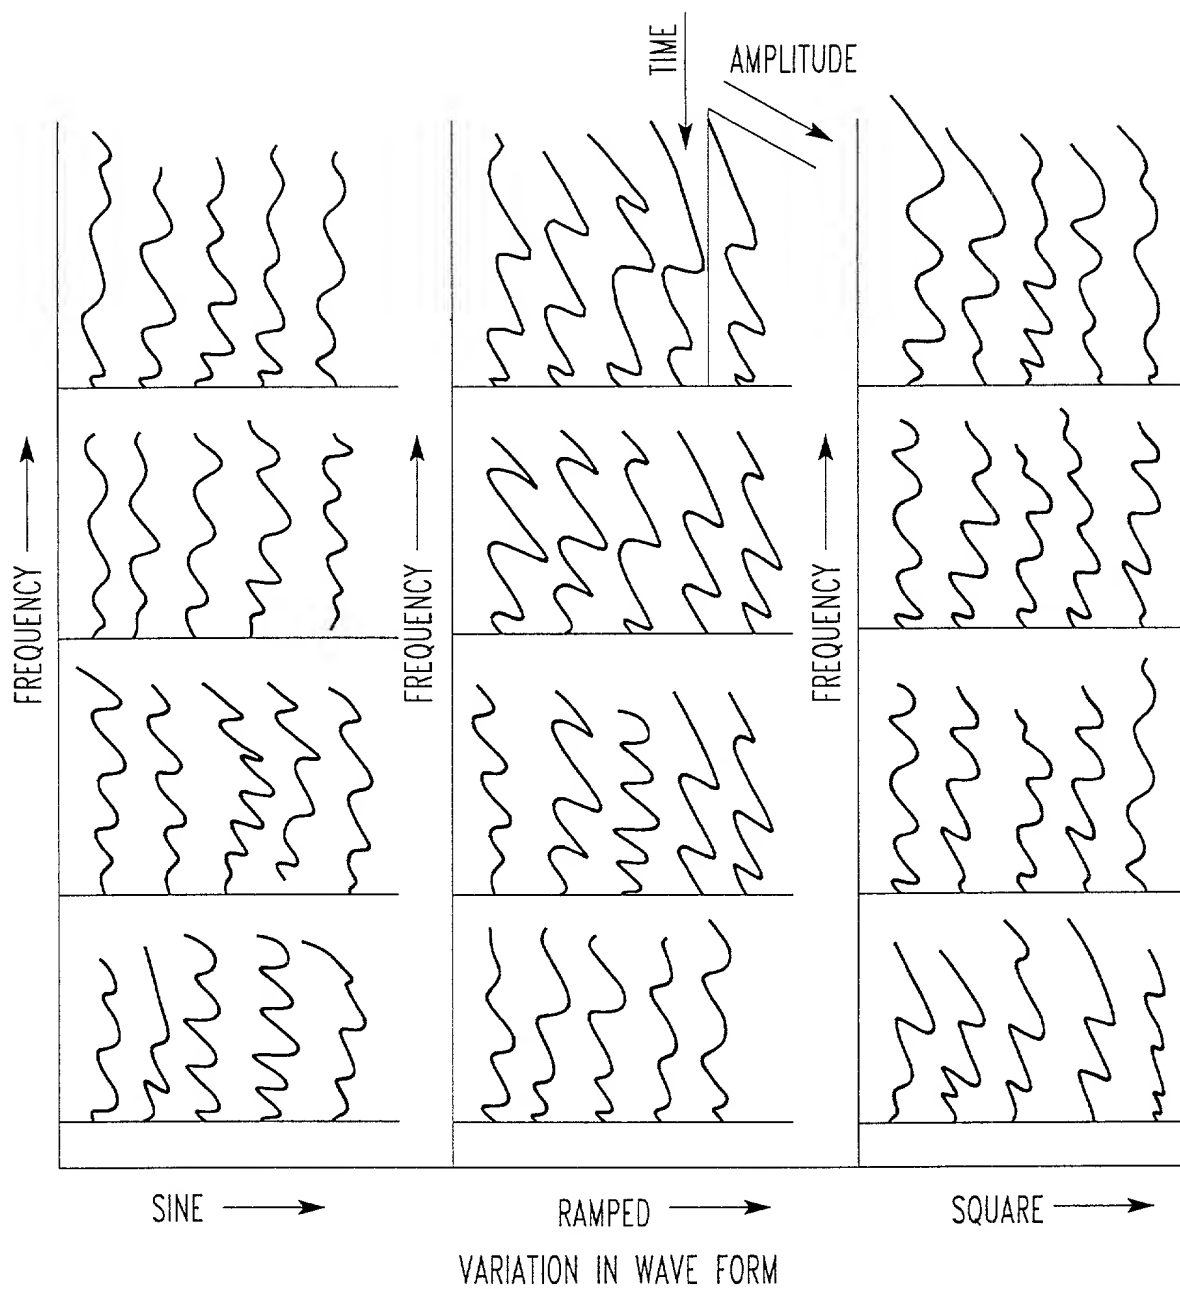 TIME
AMPLITUDE
FREQUENCY
FREQUENCY
FREQUENCY
SINE
RAMPED
SQUARE
VARIATION IN WAVE FORM